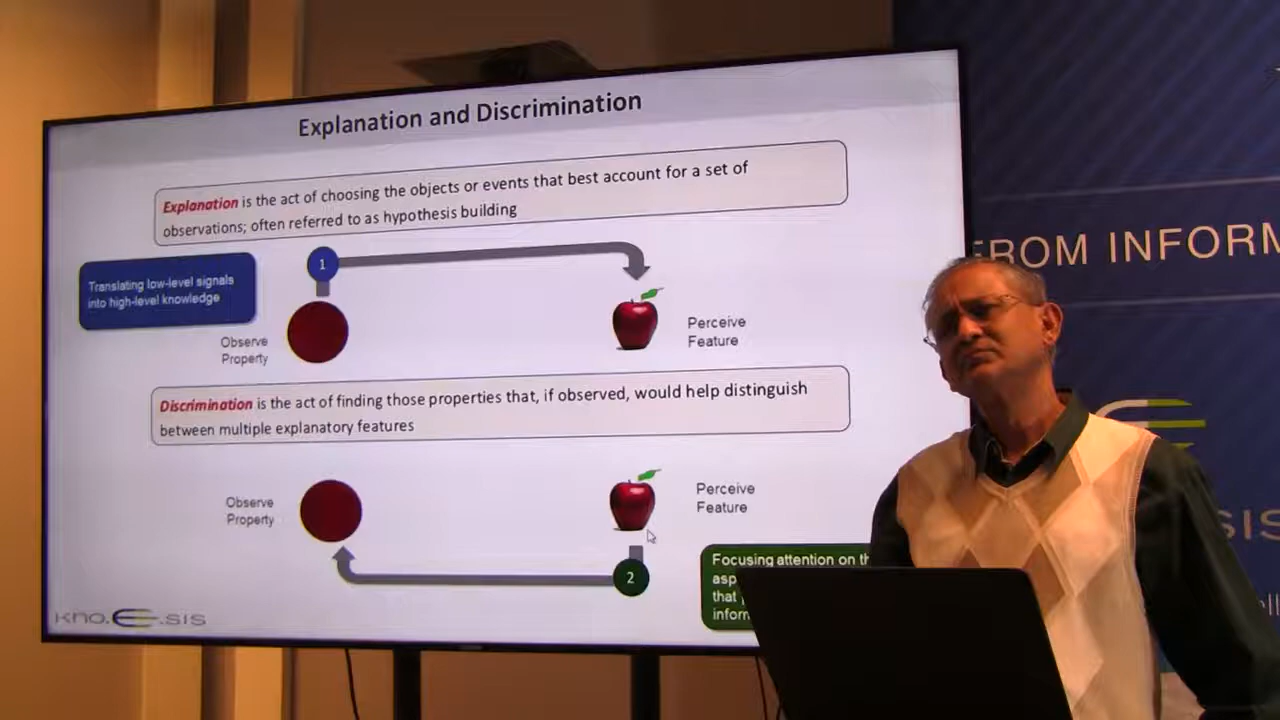 Explanation and Discrimination
Explanation is the act of choosing the objects or events that best account for a set of
observations; often referred to as hypothesis building
1
Translating low-level signals
into high-level knowledge
Observe
Property
Perceive
Feature
Discrimination is the act of finding those properties that, if observed, would help distinguish
between multiple explanatory features
Observe
Property
Perceive
Feature
2
Focusing attention on
that
kno.e.sis
FROM INFORM
SIS